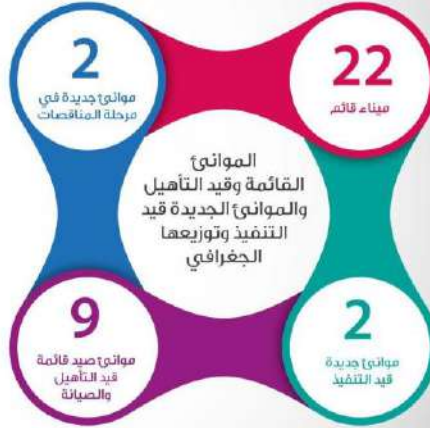 22
ميناء قائم
2
موانئ جديدة في
مرحلة المناقصات
الموانئ
القائمة وقيد التأهيل
والموانئ الجديدة قيد
التنفيذ وتوزيعها
الجغرافي
2
موانئ جديدة
قيد التنفيذ
9
موانئ صيد قائمة
قيد التأهيل
والصيانة